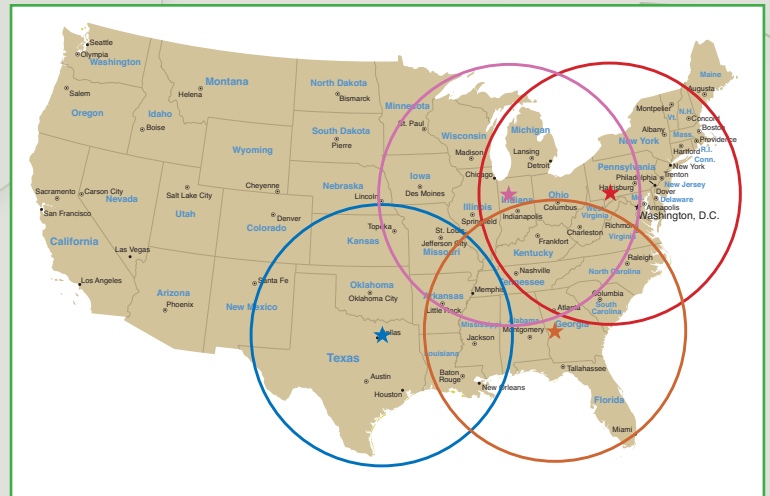 Seattle
Olympia
Washington
Montana
Helena
North Dakota
Bismarck
Minnesota
St. Paul
Maine
Augusta
Salem
Oregon
Idaho
Boise
South Dakota
Pierre
Wisconsin
Madison
Michigan
Lansing
Detroit
Montpelier
Vt.
N.H.
Concord
Albany
Mass.
Boston
Providence
New York
Hartford
R.I.
Conn.
Wyoming
Cheyenne
Nebraska
Lincoln
Iowa
Des Moines
Chicago
Pennsylvania
Philadelphia
Trenton
New York
Harrisburg
New Jersey
Dover
Delaware
Annapolis
Washington, D.C.
Sacramento
Carson City
Nevada
San Francisco
Salt Lake City
Utah
Denver
Colorado
Topeka
Kansas
Illinois
Springfield
Indiana
Indianapolis
Ohio
Columbus
West
Virginia
Charleston
Richmond
Virginia
St. Louis
Jefferson City
Missouri
Frankfort
Kentucky
California
Las Vegas
Los Angeles
Arizona
Phoenix
Santa Fe
New Mexico
Oklahoma
Oklahoma City
Arkansas
Little Rock
Memphis
Nashville
Tennessee
Raleigh
North Carolina
Columbia
South
Carolina
Atlanta
Georgia
Alabama
Montgomery
Mississippi
Jackson
Dallas
Texas
Austin
Houston
Louisiana
Baton
Rouge
New Orleans
Tallahassee
Florida
Miami